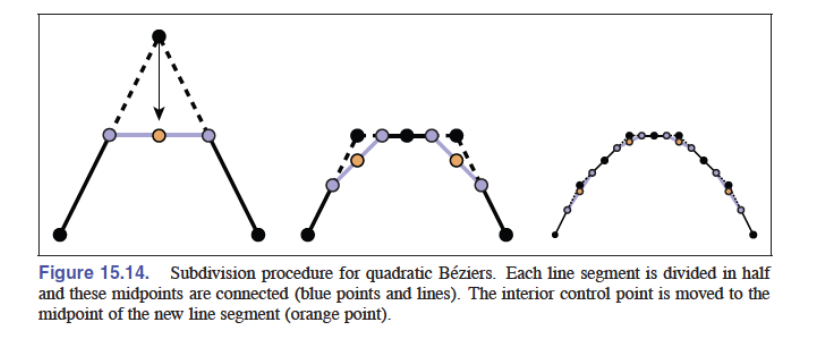 Figure 15.14. Subdivision procedure for quadratic Béziers. Each line segment is divided in half
and these midpoints are connected (blue points and lines). The interior control point is moved to the
midpoint of the new line segment (orange point).